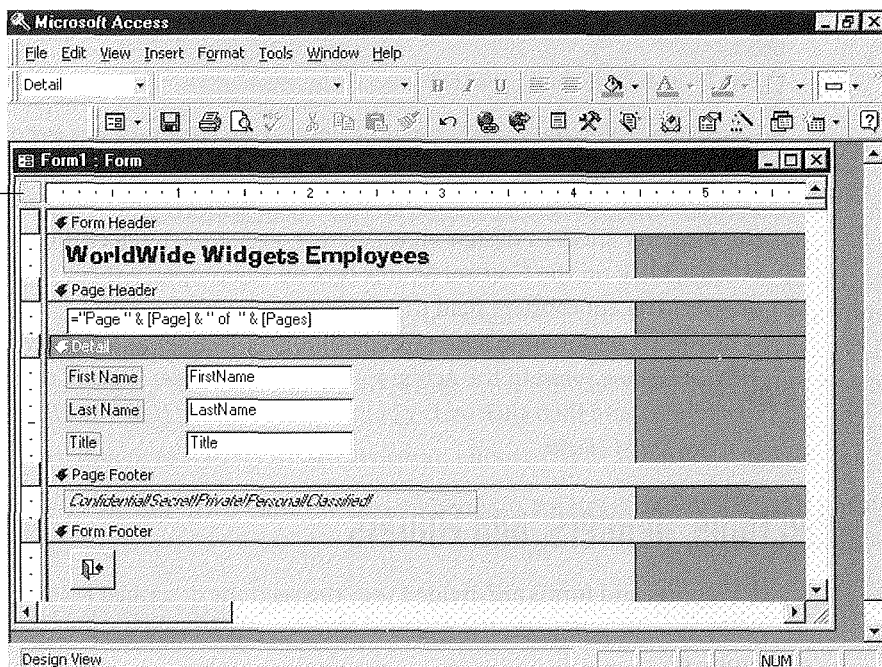 Microsoft Access
File Edit View Insert Format Tools Window Help
Detail B I U A
Form1 : Form
1 2 3 4 5
Form Header
WorldWide Widgets Employees
Page Header
="Page " & [Page] & " of " & [Pages]
Detail
First Name FirstName
Last Name LastName
Title Title
Page Footer
Confidential!Secret!Private!Personal!Classified!
Form Footer
Design View NUM